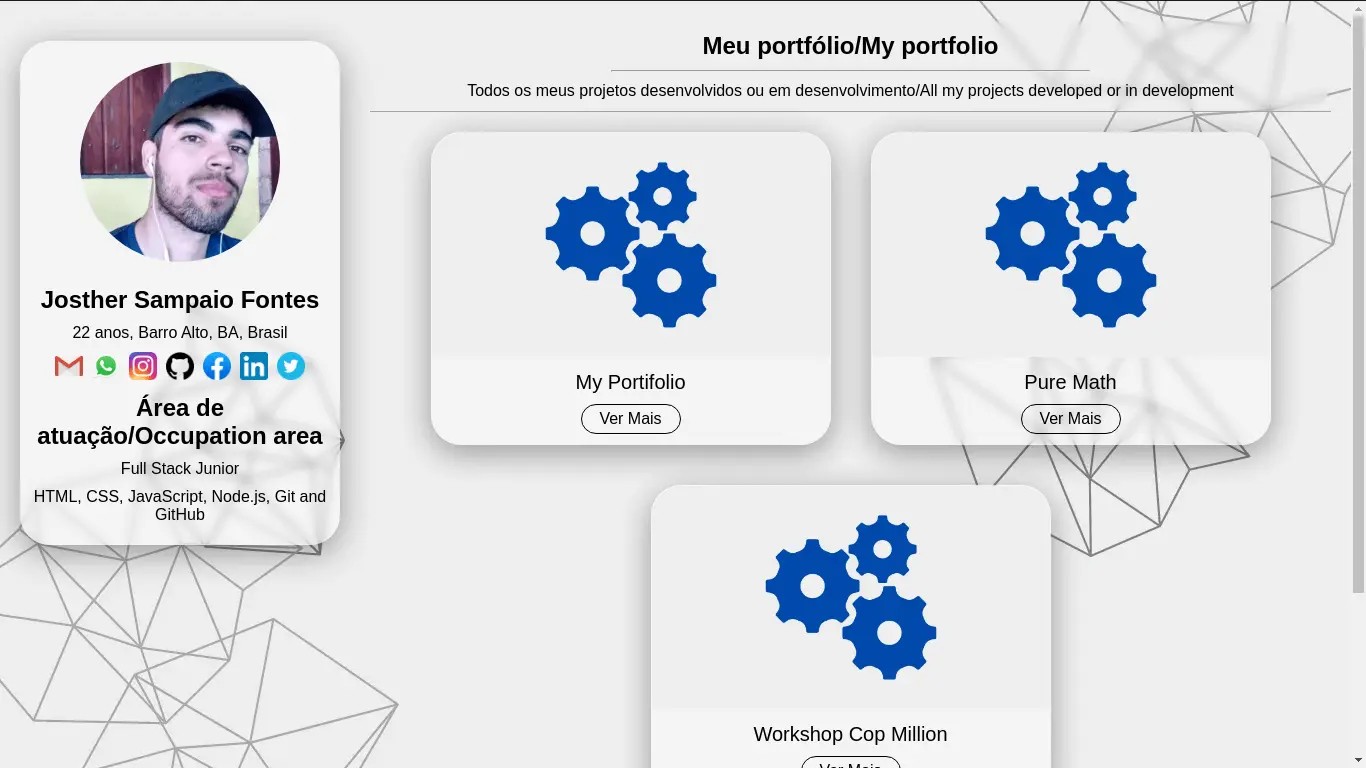 Meu portfólio/My portfolio
Todos os meus projetos desenvolvidos ou em desenvolvimento/All my projects developed or in development
Josther Sampaio Fontes
22 anos, Barro Alto, BA, Brasil
Área de
atuação/Occupation area
Full Stack Junior
HTML, CSS, JavaScript, Node.js, Git and
GitHub
My Portifolio
Ver Mais
Pure Math
Ver Mais
Workshop Cop Million
Ver Mais